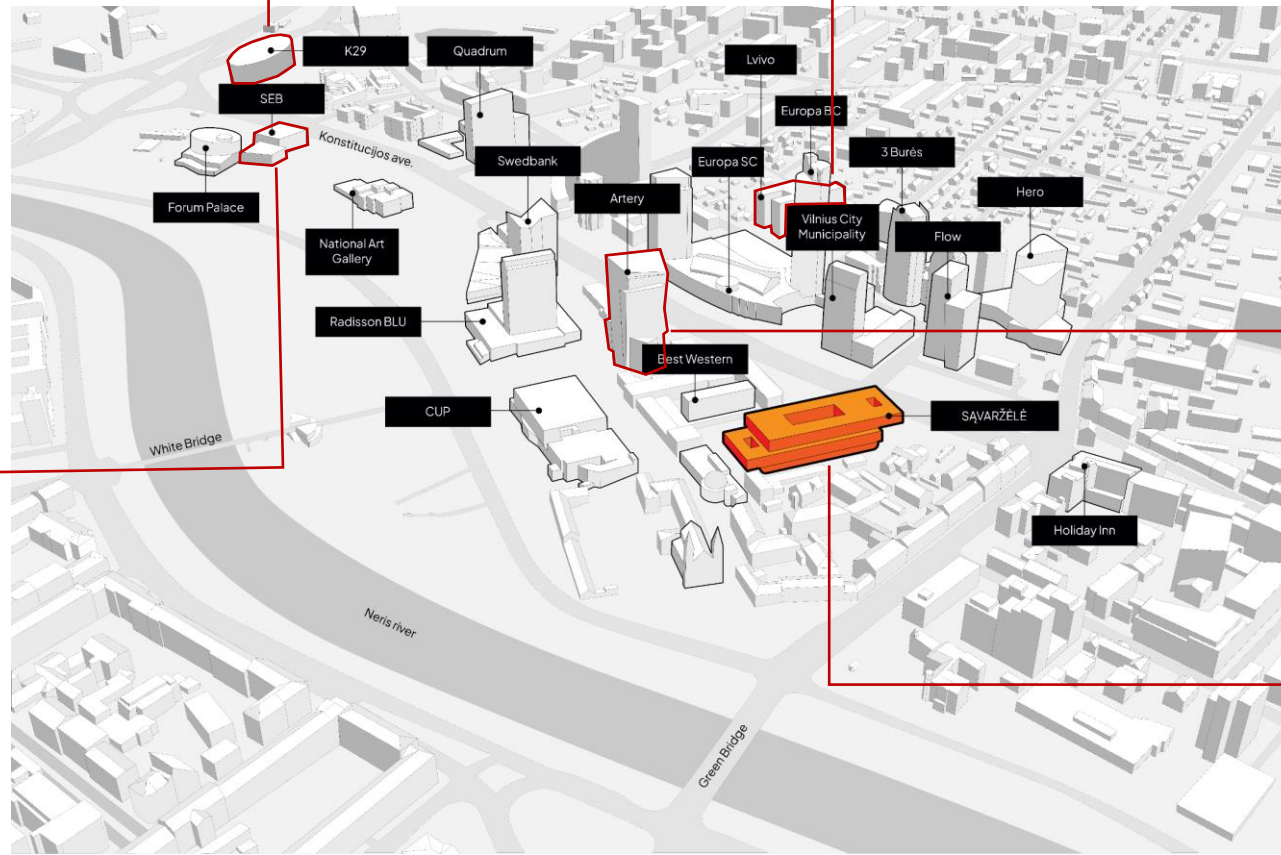 K29
Quadrum
Lvivo
SEB
Europa BC
Konstitucijos ave.
Swedbank
Europa SC
3 Burės
Artery
Hero
Forum Palace
Vilnius City
Municipality
Flow
National Art
Gallery
Radisson BLU
Best Western
CUP
SĄVARŽĖLĖ
White Bridge
Holiday Inn
Neris river
Green Bridge